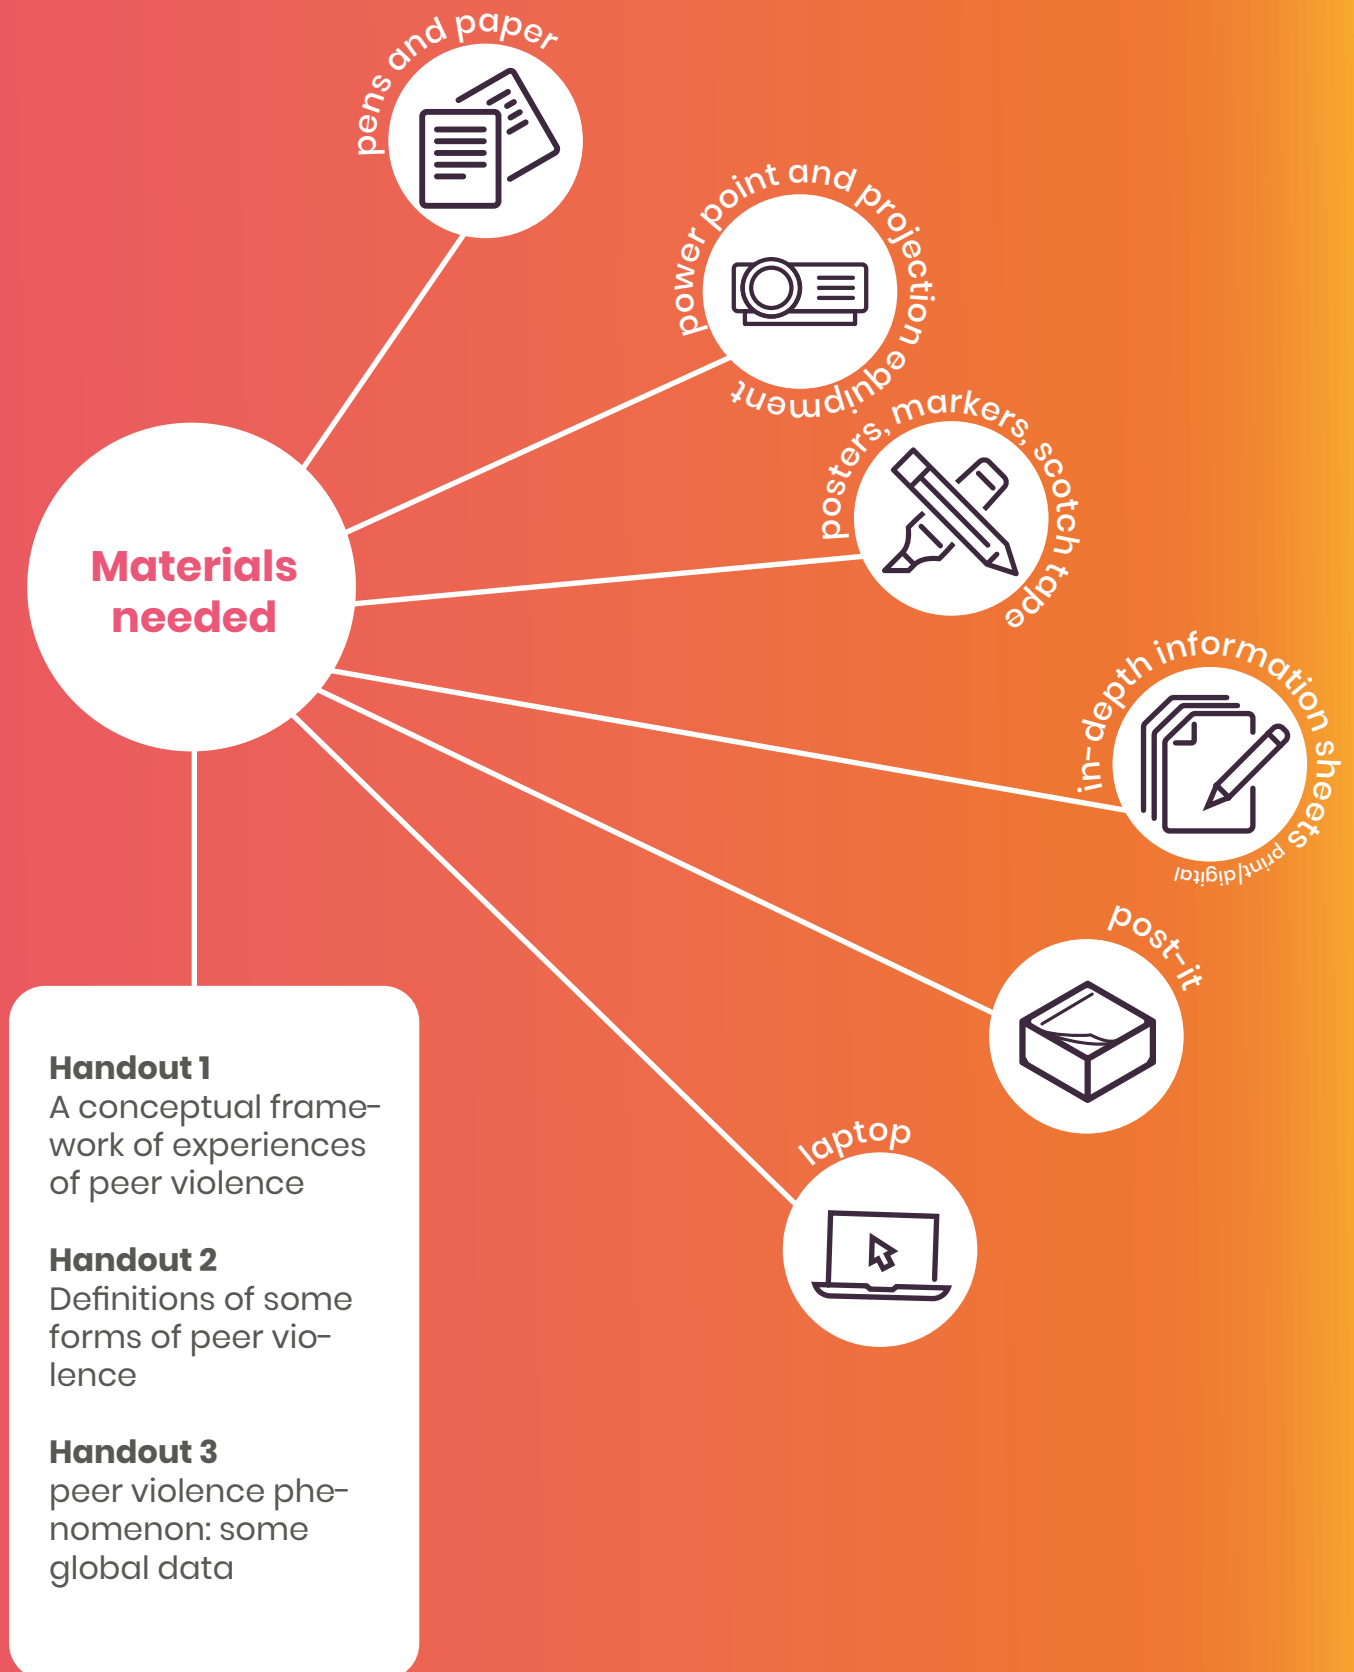 pens and paper
power point and projection equipment
posters, markers, scotch tape
Materials
needed
in-depth information sheets
print/digital
post-it
laptop
Handout 1
A conceptual frame-
work of experiences
of peer violence
Handout 2
Definitions of some
forms of peer vio-
lence
Handout 3
peer violence phe-
nomenon: some
global data